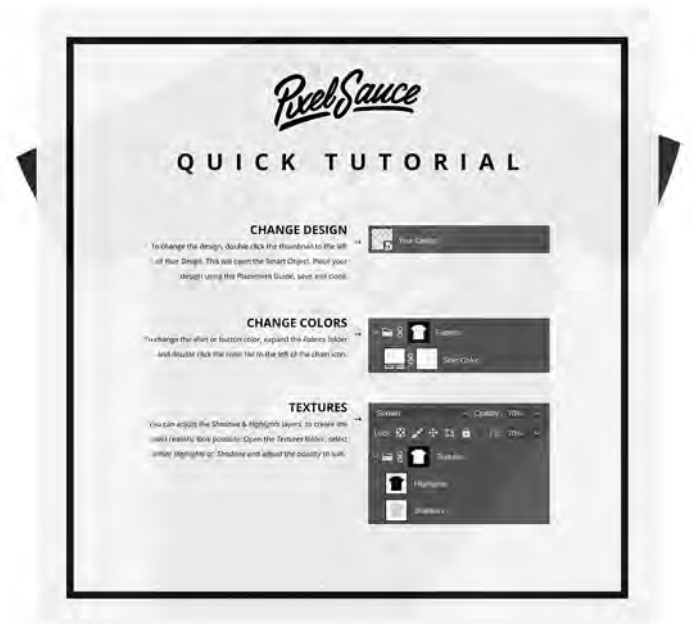 Pixel Sauce
QUICK TUTORIAL
CHANGE DESIGN
To change the design, double click the thumbnail to the left
of Your Design. This will open the Smart Object. Place your
design using the Placement Guide, save and close.
Your Design
CHANGE COLORS
To change the shirt or button color, expand the Fabrics folder
and double click the color tile to the left of the chain icon.
Fabrics
Shirt Color
TEXTURES
You can adjust the Shadows & Highlights layers, to create the
most realistic look possible. Open the Textures folder, select
either Highlights or Shadows and adjust the opacity to suit.
Screen Opacity: 70%
Lock: Fill: 70%
Textures
Highlights
Shadows